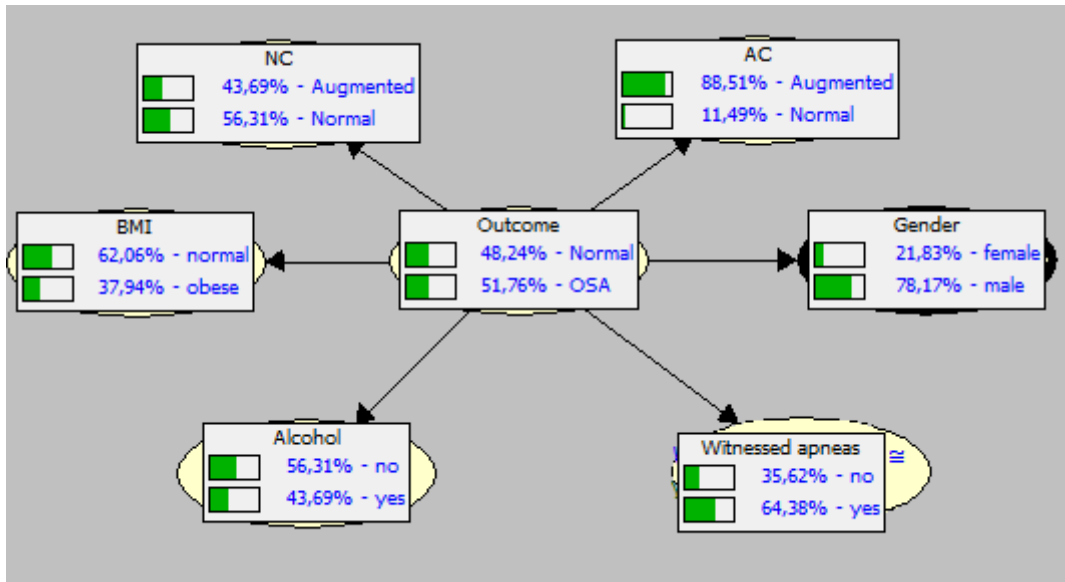 NC
43,69% - Augmented
56,31% - Normal
AC
88,51% - Augmented
11,49% - Normal
BMI
62,06% - normal
37,94% - obese
Outcome
48,24% - Normal
51,76% - OSA
Gender
21,83% - female
78,17% - male
Alcohol
56,31% - no
43,69% - yes
Witnessed apneas
35,62% - no
64,38% - yes
≅